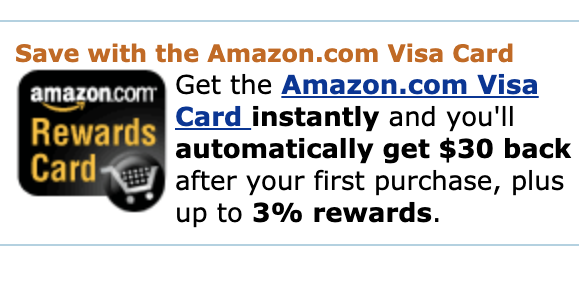 Save with the Amazon.com Visa Card
amazon.com
Rewards
Card
Get the Amazon.com Visa
Card instantly and you'll
automatically get $30 back
after your first purchase, plus
up to 3% rewards.